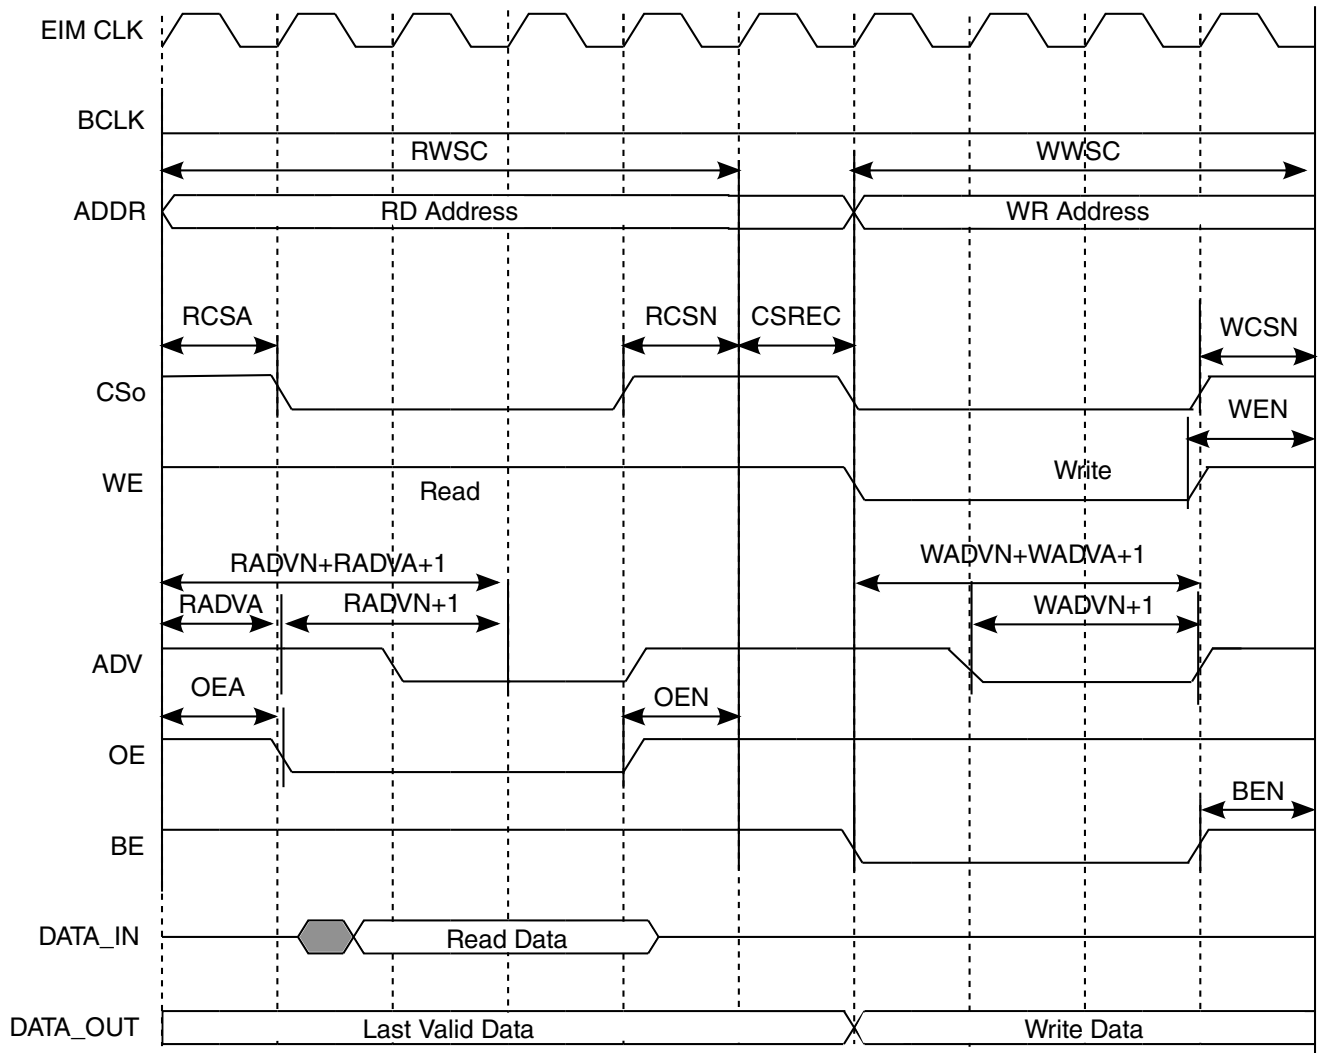 EIM CLK
BCLK
RWSC WWSC
ADDR RD Address WR Address
RCSA RCSN CSREC WCSN
CSo
WEN
WE Read Write
RADVN+RADVA+1 WADVN+WADVA+1
RADVA RADVN+1 WADVN+1
ADV
OEA OEN
OE
BEN
BE
DATA_IN Read Data
DATA_OUT Last Valid Data Write Data